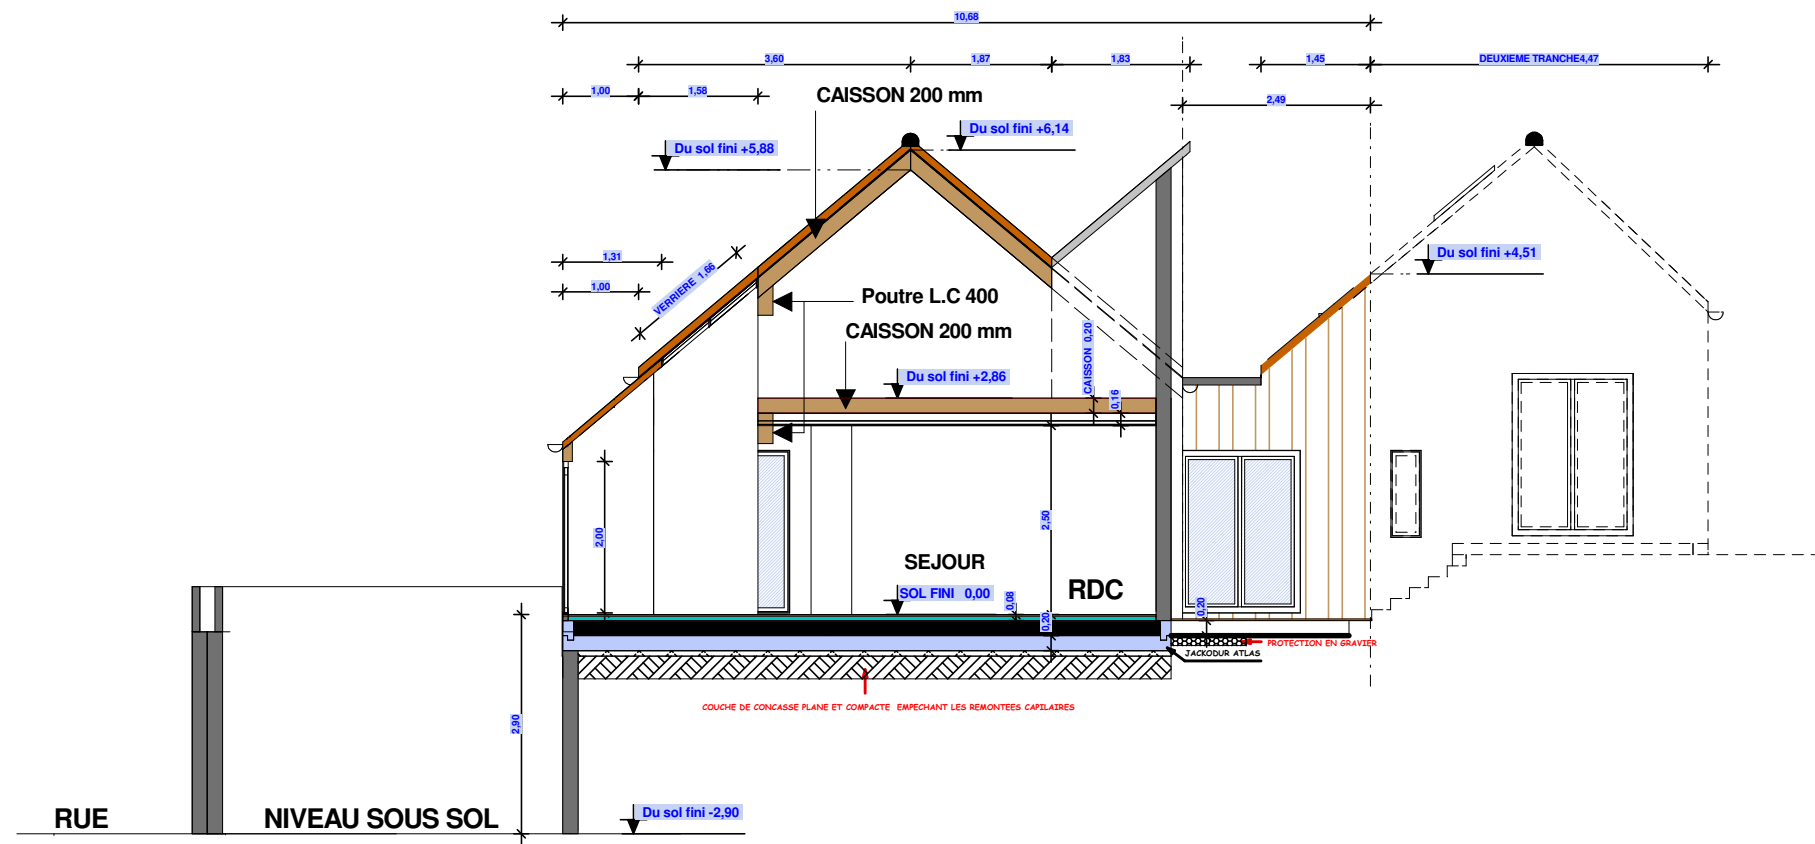 10,68
3,60
1,87
1,83
1,45
DEUXIEME TRANCHE4,47
1,00
1,58
CAISSON 200 mm
2,49
Du sol fini +6,14
Du sol fini +5,88
1,31
Du sol fini +4,51
VERRIERE 1,66
1,00
Poutre L.C 400
CAISSON 200 mm
CAISSON 0,20
Du sol fini +2,86
0,16
2,00
2,50
SEJOUR
SOL FINI 0,00
RDC
0,08
0,20
0,20
PROTECTION EN GRAVIER
JACKODUR ATLAS
COUCHE DE CONCASSE PLANE ET COMPACTE EMPECHANT LES REMONTEES CAPILAIRES
2,90
RUE
NIVEAU SOUS SOL
Du sol fini -2,90